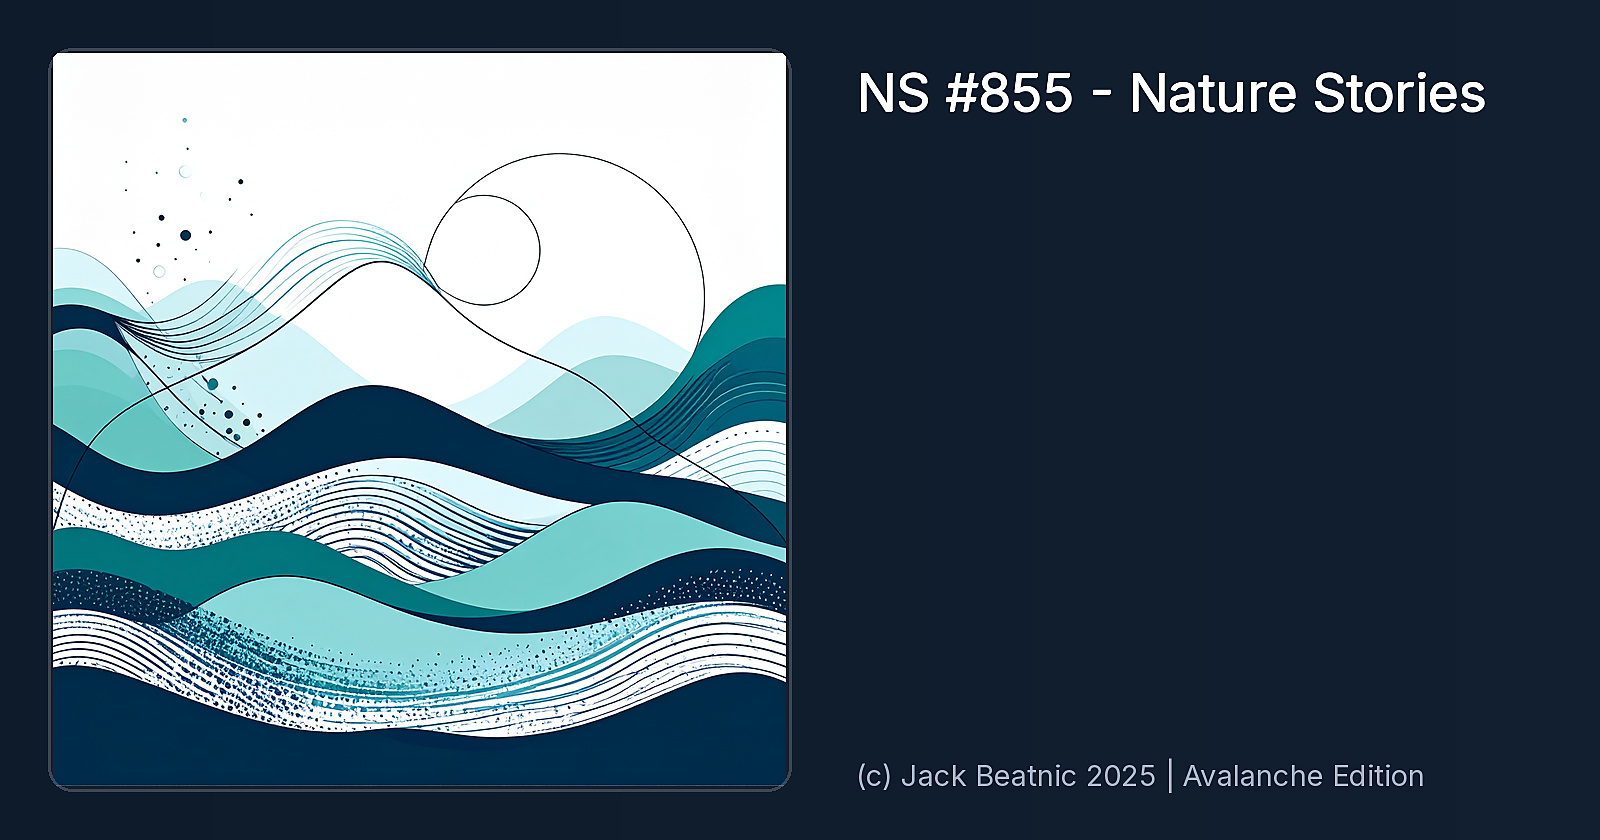 NS #855 - Nature Stories
(c) Jack Beatnic 2025 | Avalanche Edition